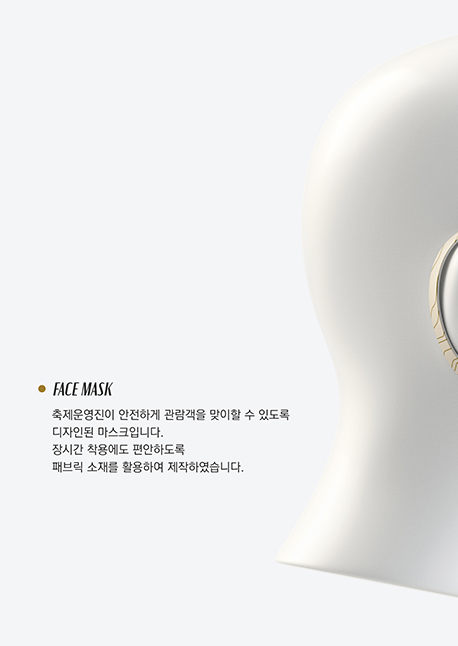 FACE MASK
축제운영진이 안전하게 관람객을 맞이할 수 있도록
디자인된 마스크입니다.
장시간 착용에도 편안하도록
패브릭 소재를 활용하여 제작하였습니다.